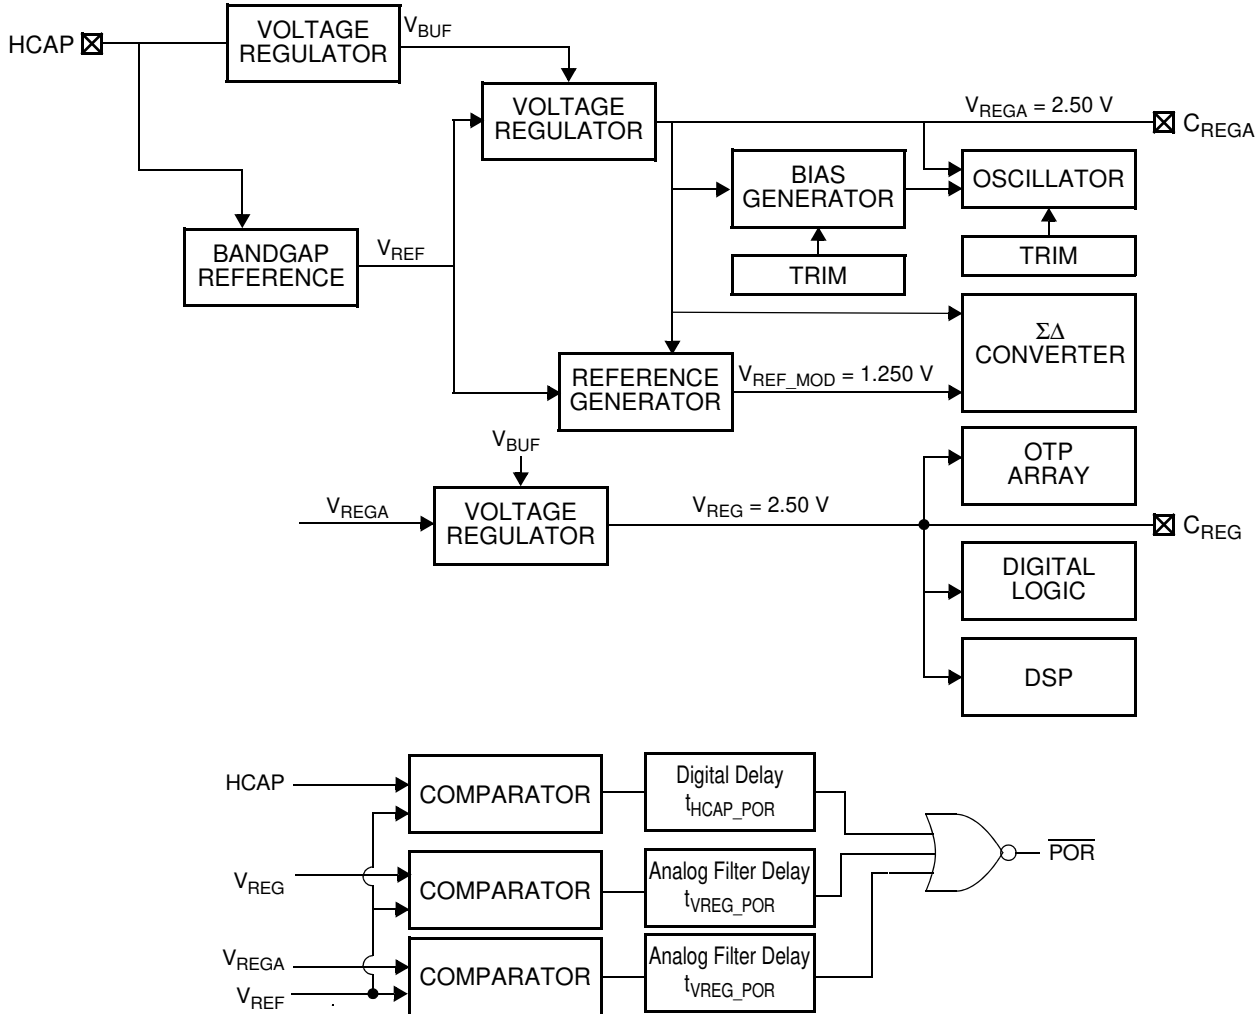 HCAP
VOLTAGE
REGULATOR
VBUF
VOLTAGE
REGULATOR
VREGA = 2.50 V
CREGA
BIAS
GENERATOR
OSCILLATOR
TRIM
TRIM
BANDGAP
REFERENCE
VREF
ΣΔ
CONVERTER
REFERENCE
GENERATOR
VREF_MOD = 1.250 V
VBUF
OTP
ARRAY
VREGA
VOLTAGE
REGULATOR
VREG = 2.50 V
CREG
DIGITAL
LOGIC
DSP
HCAP
COMPARATOR
Digital Delay
tHCAP_POR
POR
VREG
COMPARATOR
Analog Filter Delay
tVREG_POR
VREGA
VREF
COMPARATOR
Analog Filter Delay
tVREG_POR